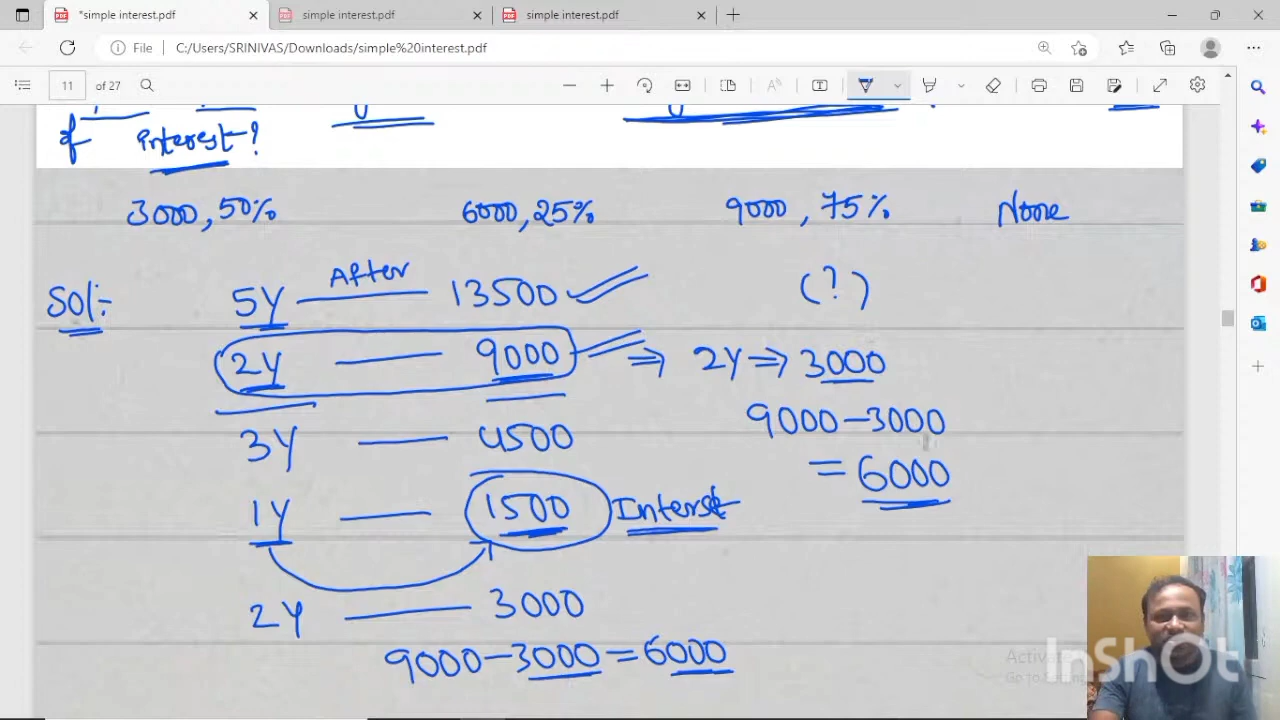 *simple interest.pdf
simple interest.pdf
simple interest.pdf
File C:/Users/SRINIVAS/Downloads/simple%20interest.pdf
11 of 27
of interest?
3000, 50% 6000, 25% 9000, 75% None
Sol:- 5Y After 13500 (?)
2Y 9000 ⇒ 2Y ⇒ 3000
9000 - 3000
3Y 4500
= 6000
1Y 1500 Interst
2Y 3000
9000 - 3000 = 6000
InshOt